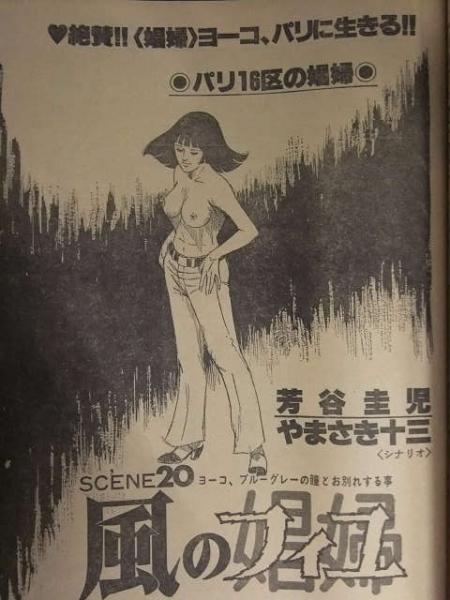 ♥絶賛!!〈娼婦〉ヨーコ、パリに生きる!!
◉パリ16区の娼婦◉
芳谷圭児
やまさき十三
〈シナリオ〉
SCENE20 ヨーコ、ブルーグレーの瞳とお別れする事
風の娼婦
フィユ